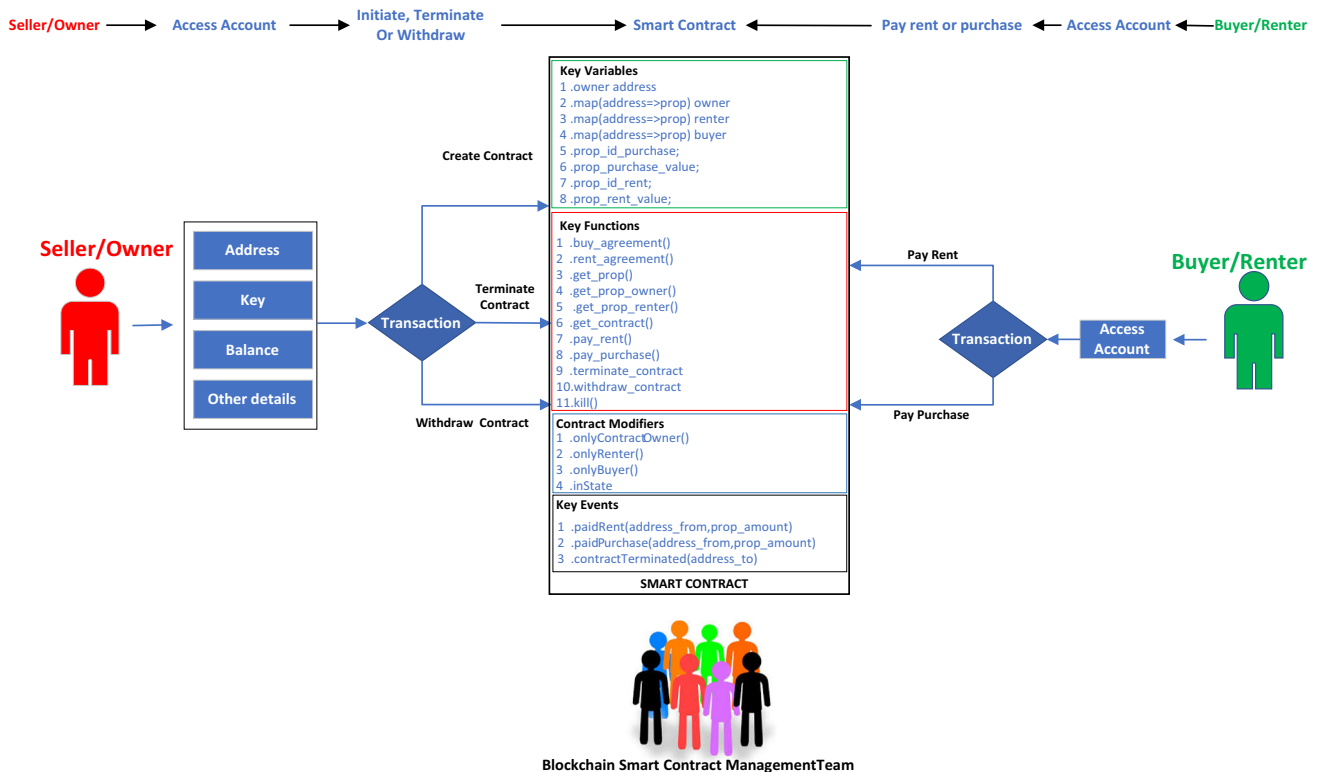 Seller/Owner
Access Account
Initiate, Terminate
Or Withdraw
Smart Contract
Pay rent or purchase
Access Account
Buyer/Renter
Key Variables
1 .owner address
2 .map(address=>prop) owner
3 .map(address=>prop) renter
4 .map(address=>prop) buyer
5 .prop_id_purchase;
6 .prop_purchase_value;
7 .prop_id_rent;
8 .prop_rent_value;
Create Contract
Seller/Owner
Address
Key
Balance
Other details
Transaction
Terminate
Contract
Withdraw Contract
Key Functions
1 .buy_agreement()
2 .rent_agreement()
3 .get_prop()
4 .get_prop_owner()
5 .get_prop_renter()
6 .get_contract()
7 .pay_rent()
8 .pay_purchase()
9 .terminate_contract
10.withdraw_contract
11.kill()
Pay Rent
Transaction
Pay Purchase
Access
Account
Buyer/Renter
Contract Modifiers
1 .onlyContractOwner()
2 .onlyRenter()
3 .onlyBuyer()
4 .inState
Key Events
1 .paidRent(address_from,prop_amount)
2 .paidPurchase(address_from,prop_amount)
3 .contractTerminated(address_to)
SMART CONTRACT
Blockchain Smart Contract ManagementTeam